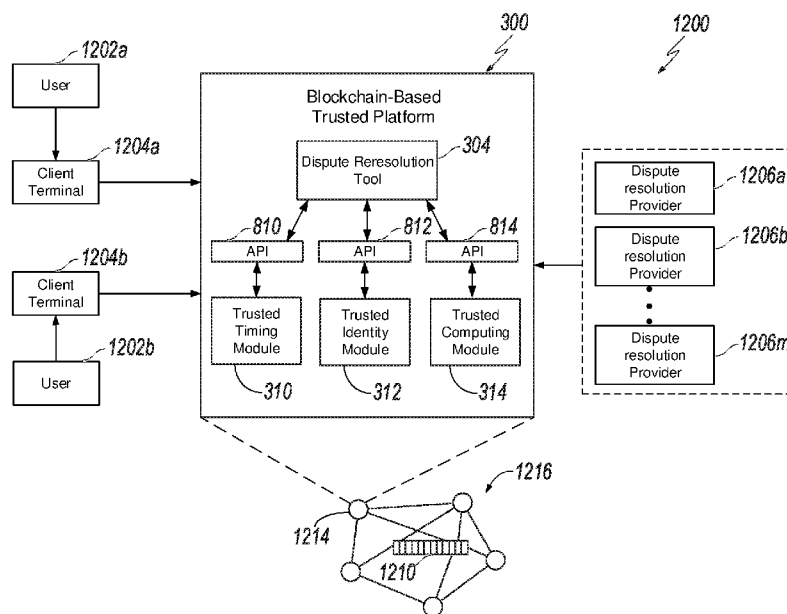 300
1200
1202a
User
1204a
Client
Terminal
1204b
Client
Terminal
1202b
User
Blockchain-Based
Trusted Platform
304
Dispute Reresolution
Tool
810
API
812
API
814
API
Trusted
Timing
Module
310
Trusted
Identity
Module
312
Trusted
Computing
Module
314
Dispute
resolution
Provider
1206a
Dispute
resolution
Provider
1206b
Dispute
resolution
Provider
1206m
1216
1214
1210